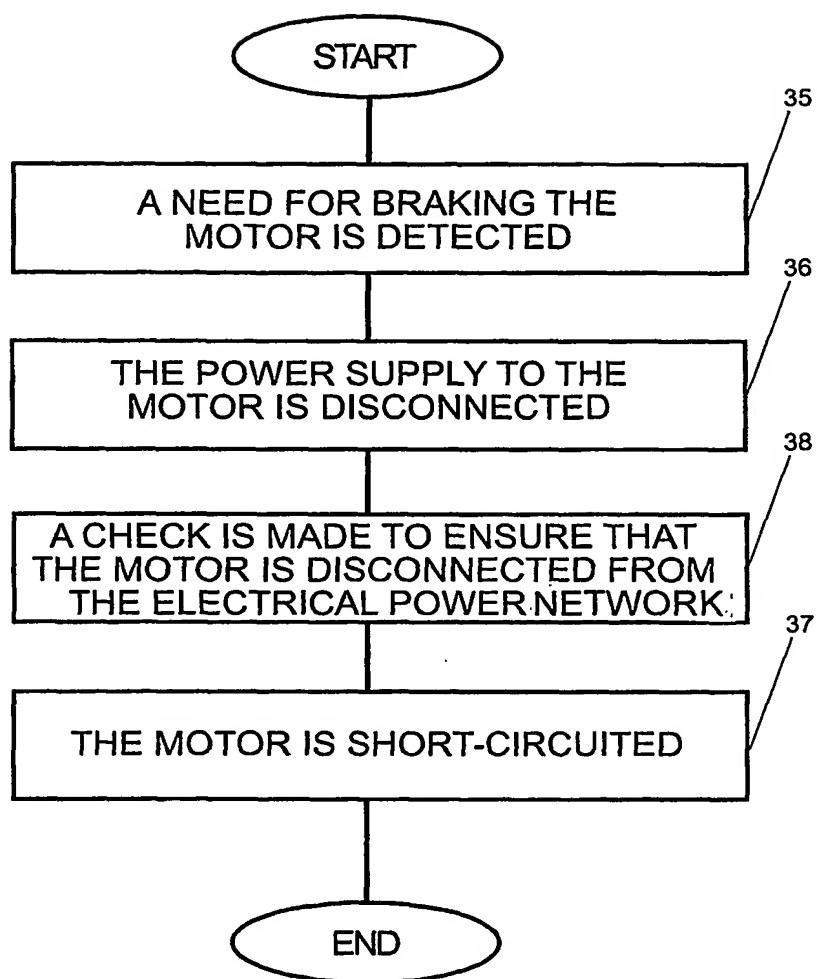 START
35
A NEED FOR BRAKING THE
MOTOR IS DETECTED
36
THE POWER SUPPLY TO THE
MOTOR IS DISCONNECTED
38
A CHECK IS MADE TO ENSURE THAT
THE MOTOR IS DISCONNECTED FROM
THE ELECTRICAL POWER NETWORK
37
THE MOTOR IS SHORT-CIRCUITED
END